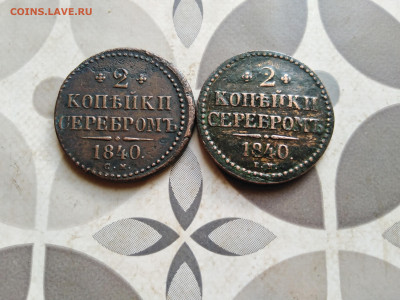 COINS.LAVE.RU
2
КОПѢЙКИ
СЕРЕБРОМЪ
1840.
С.М.
2
КОПѢЙКИ
СЕРЕБРОМЪ
1840.